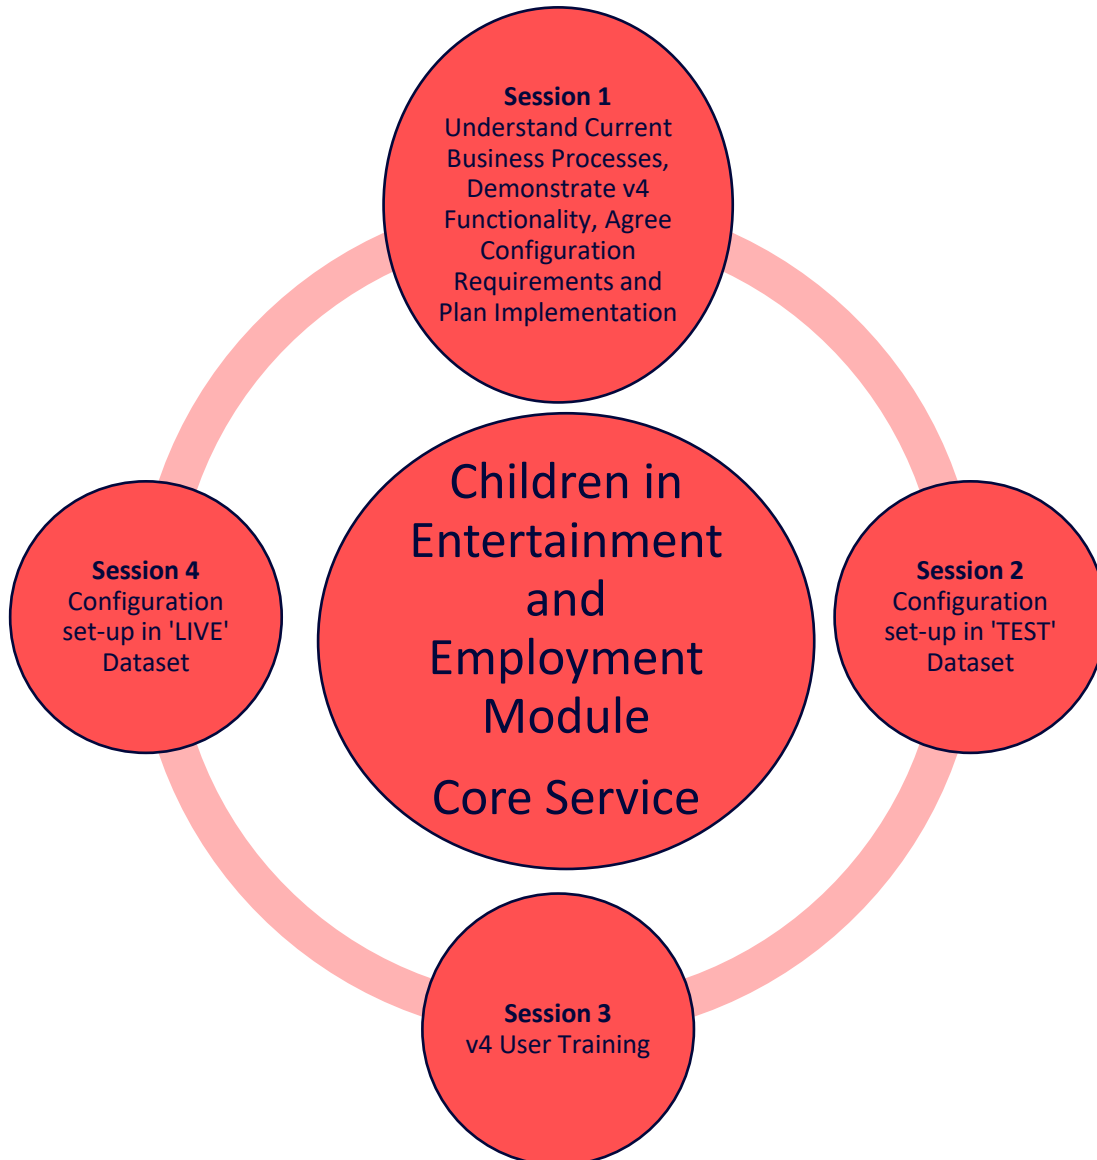 Session 1
Understand Current
Business Processes,
Demonstrate v4
Functionality, Agree
Configuration
Requirements and
Plan Implementation
Children in
Entertainment
and
Employment
Module
Core Service
Session 2
Configuration
set-up in 'TEST'
Dataset
Session 3
v4 User Training
Session 4
Configuration
set-up in 'LIVE'
Dataset